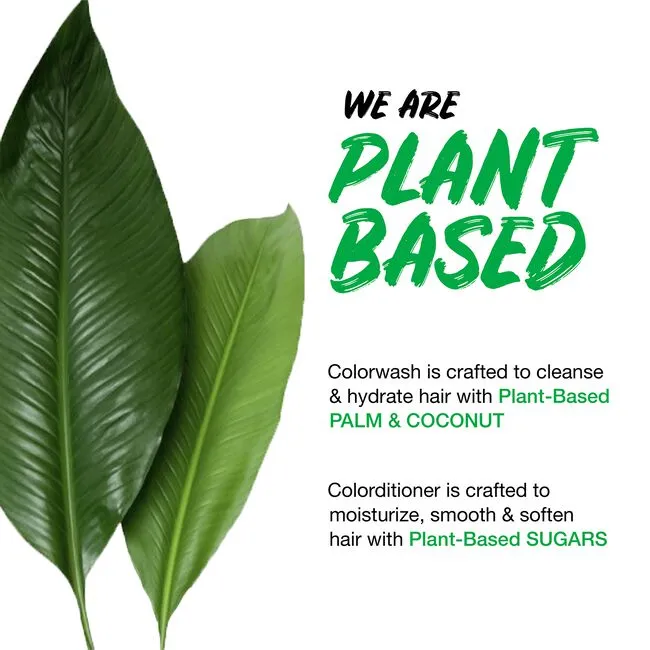 WE ARE
PLANT
BASED
Colorwash is crafted to cleanse
& hydrate hair with Plant-Based
PALM & COCONUT
Colorditioner is crafted to
moisturize, smooth & soften
hair with Plant-Based SUGARS